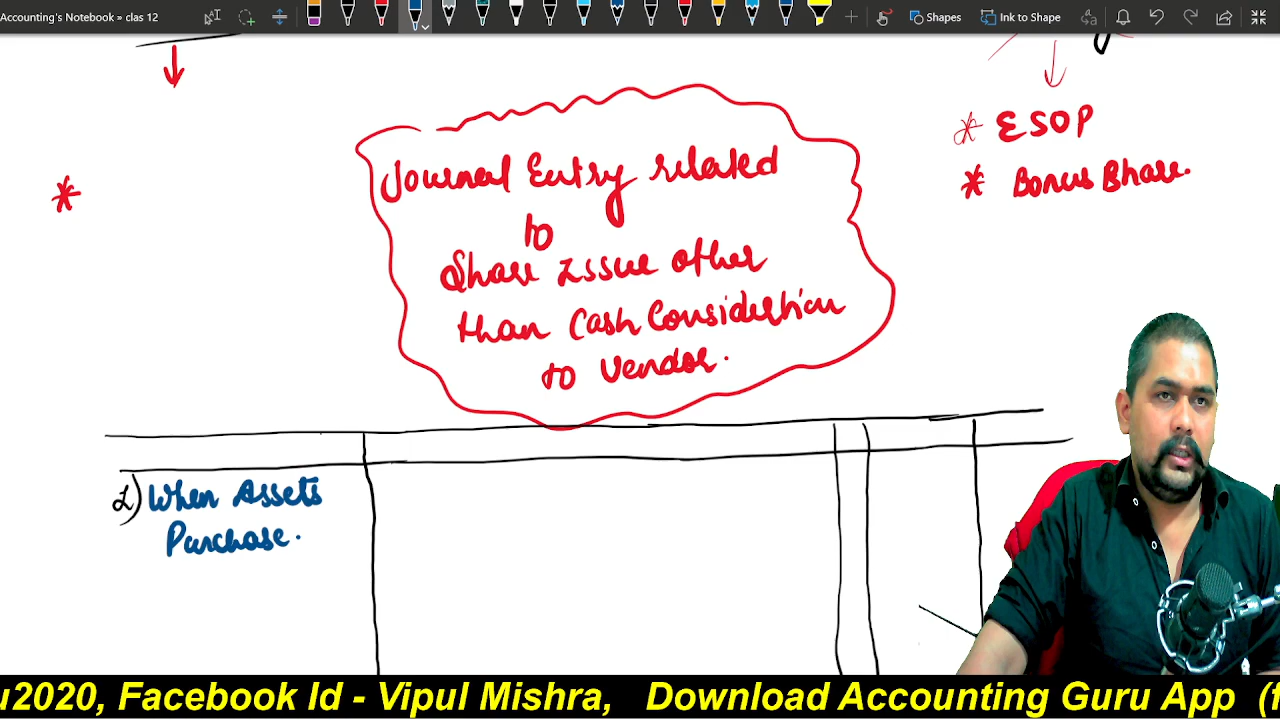 Accounting's Notebook » clas 12
Shapes
Ink to Shape
* ESOP
* Bonus Share.
*
Journal Entry related
to
Share Issue other
than Cash Consideration
to Vendor.
1) When Assets
Purchase.
u2020, Facebook Id - Vipul Mishra, Download Accounting Guru App (f